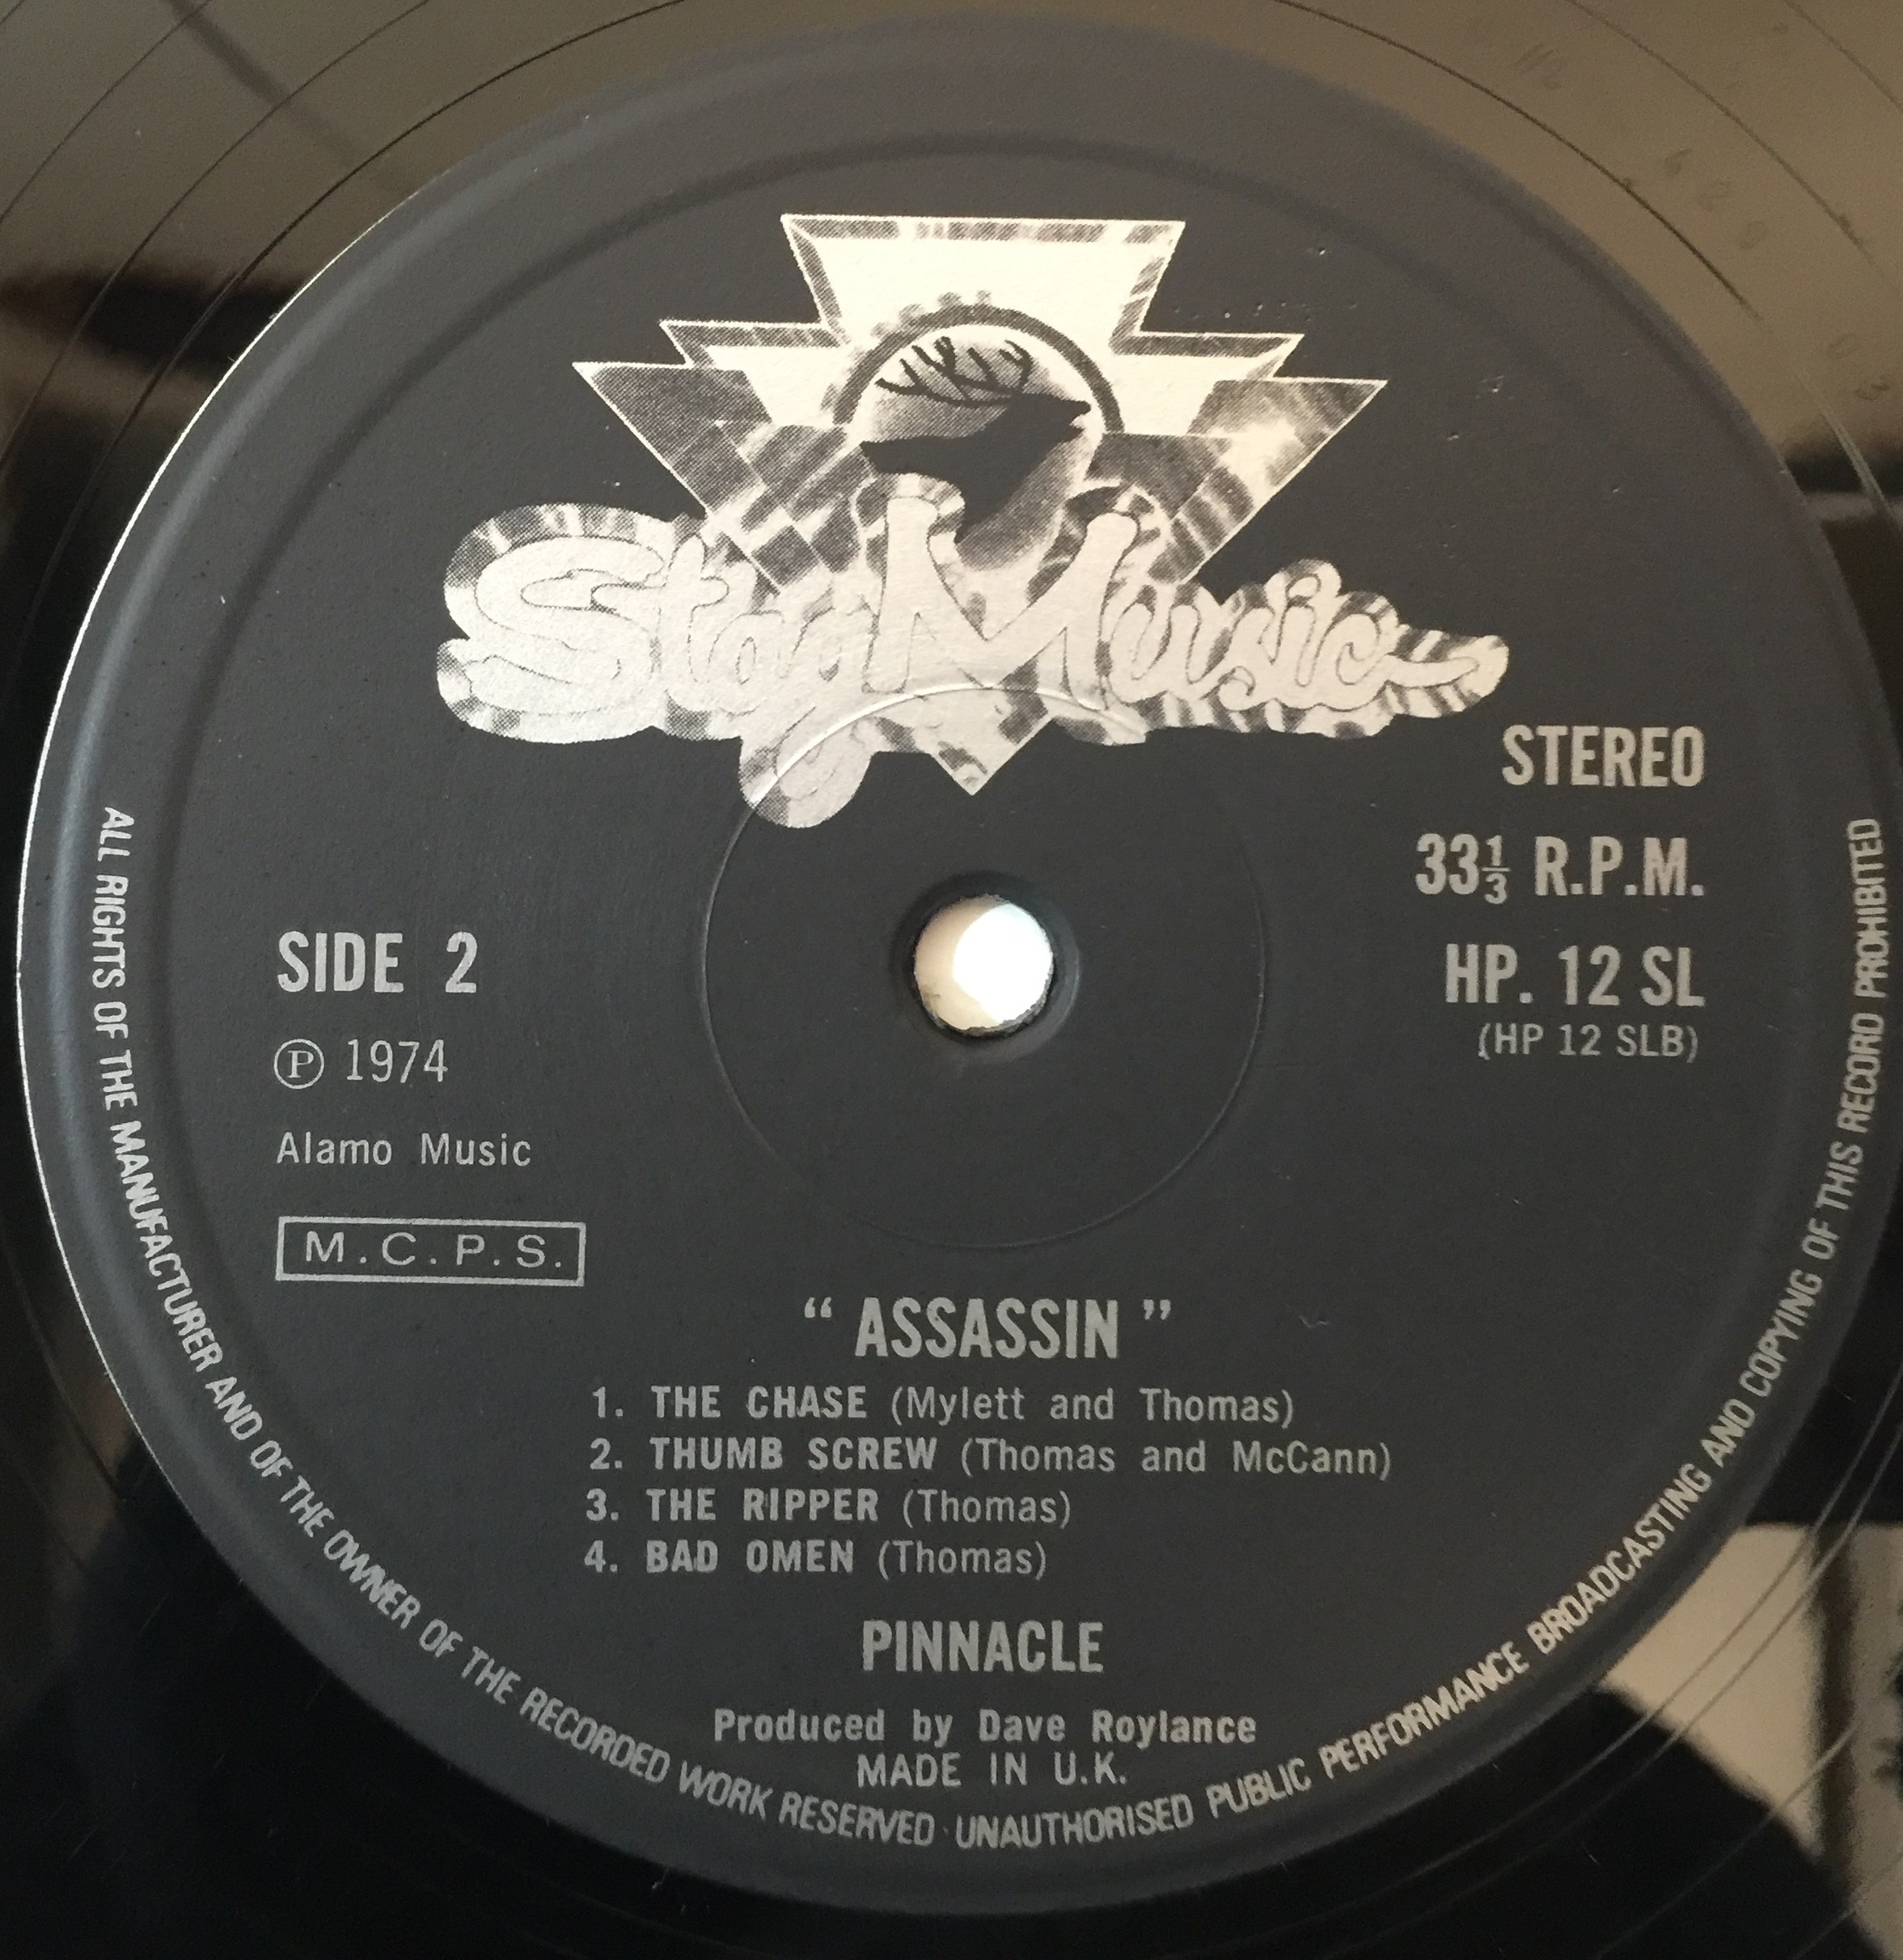 Stag Music
STEREO
33⅓ R.P.M.
HP. 12 SL
(HP 12 SLB)
SIDE 2
Ⓟ 1974
Alamo Music
M.C.P.S.
“ ASSASSIN ”
1. THE CHASE (Mylett and Thomas)
2. THUMB SCREW (Thomas and McCann)
3. THE RIPPER (Thomas)
4. BAD OMEN (Thomas)
PINNACLE
Produced by Dave Roylance
MADE IN U.K.
ALL RIGHTS OF THE MANUFACTURER AND OF THE OWNER OF THE RECORDED WORK RESERVED · UNAUTHORISED PUBLIC PERFORMANCE BROADCASTING AND COPYING OF THIS RECORD PROHIBITED